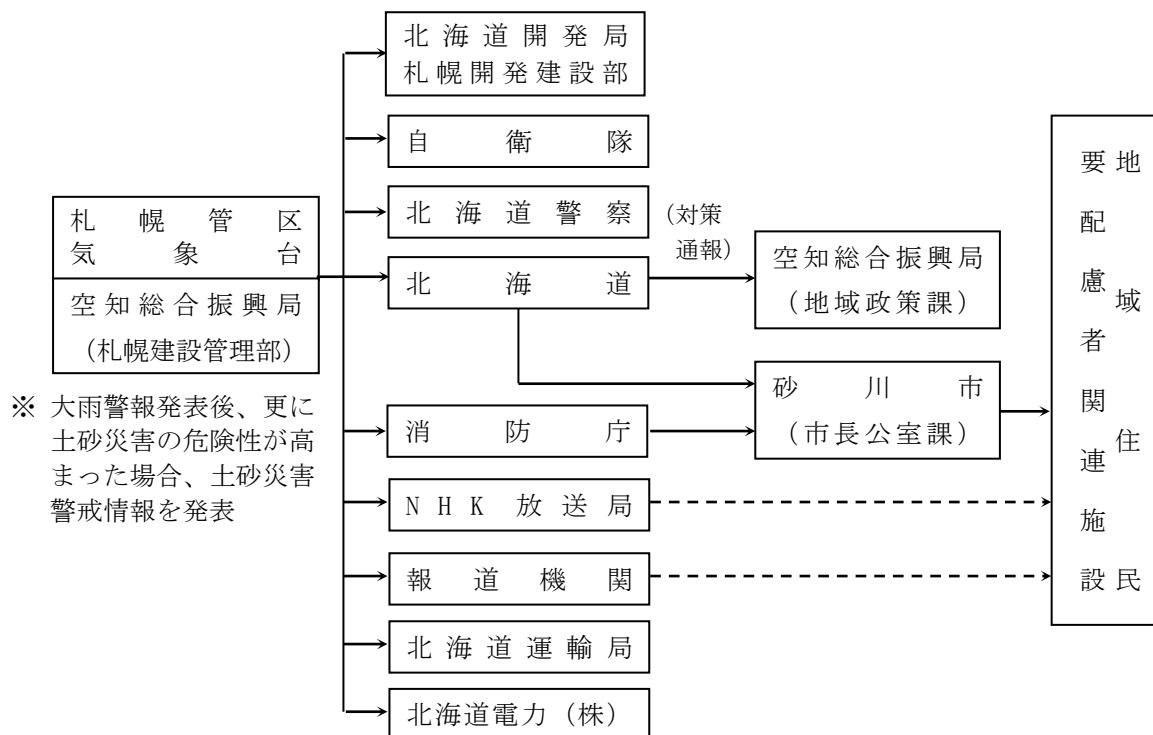 札幌管区
気象台
空知総合振興局
（札幌建設管理部）
※ 大雨警報発表後、更に
土砂災害の危険性が高
まった場合、土砂災害
警戒情報を発表
北海道開発局
札幌開発建設部
自衛隊
北海道警察
北海道
消防庁
NHK 放送局
報道機関
北海道運輸局
北海道電力（株）
（対策
通報）
空知総合振興局
（地域政策課）
砂川市
（市長公室課）
地域住民
要配慮者関連施設